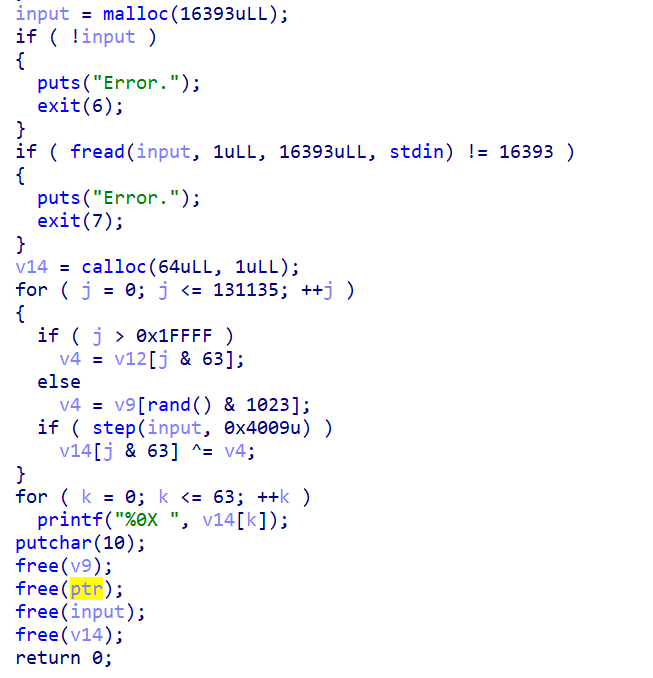 input = malloc(16393uLL);
if ( !input )
{
  puts("Error.");
  exit(6);
}
if ( fread(input, 1uLL, 16393uLL, stdin) != 16393 )
{
  puts("Error.");
  exit(7);
}
v14 = calloc(64uLL, 1uLL);
for ( j = 0; j <= 131135; ++j )
{
  if ( j > 0x1FFFF )
    v4 = v12[j & 63];
  else
    v4 = v9[rand() & 1023];
  if ( step(input, 0x4009u) )
    v14[j & 63] ^= v4;
}
for ( k = 0; k <= 63; ++k )
  printf("%0X ", v14[k]);
putchar(10);
free(v9);
free(ptr);
free(input);
free(v14);
return 0;